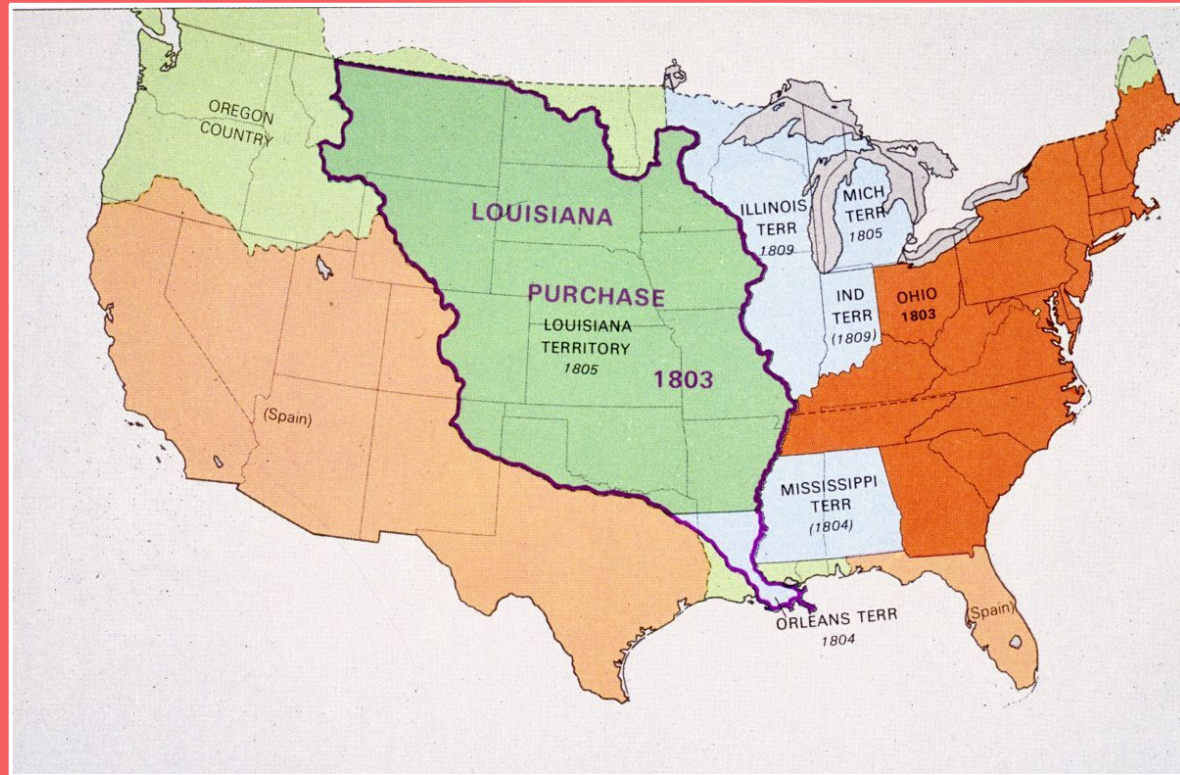 OREGON
COUNTRY
LOUISIANA
PURCHASE
LOUISIANA
TERRITORY
1805
1803
(Spain)
ILLINOIS
TERR
1809
MICH
TERR
1805
IND
TERR
(1809)
OHIO
1803
MISSISSIPPI
TERR
(1804)
ORLEANS TERR
1804
(Spain)